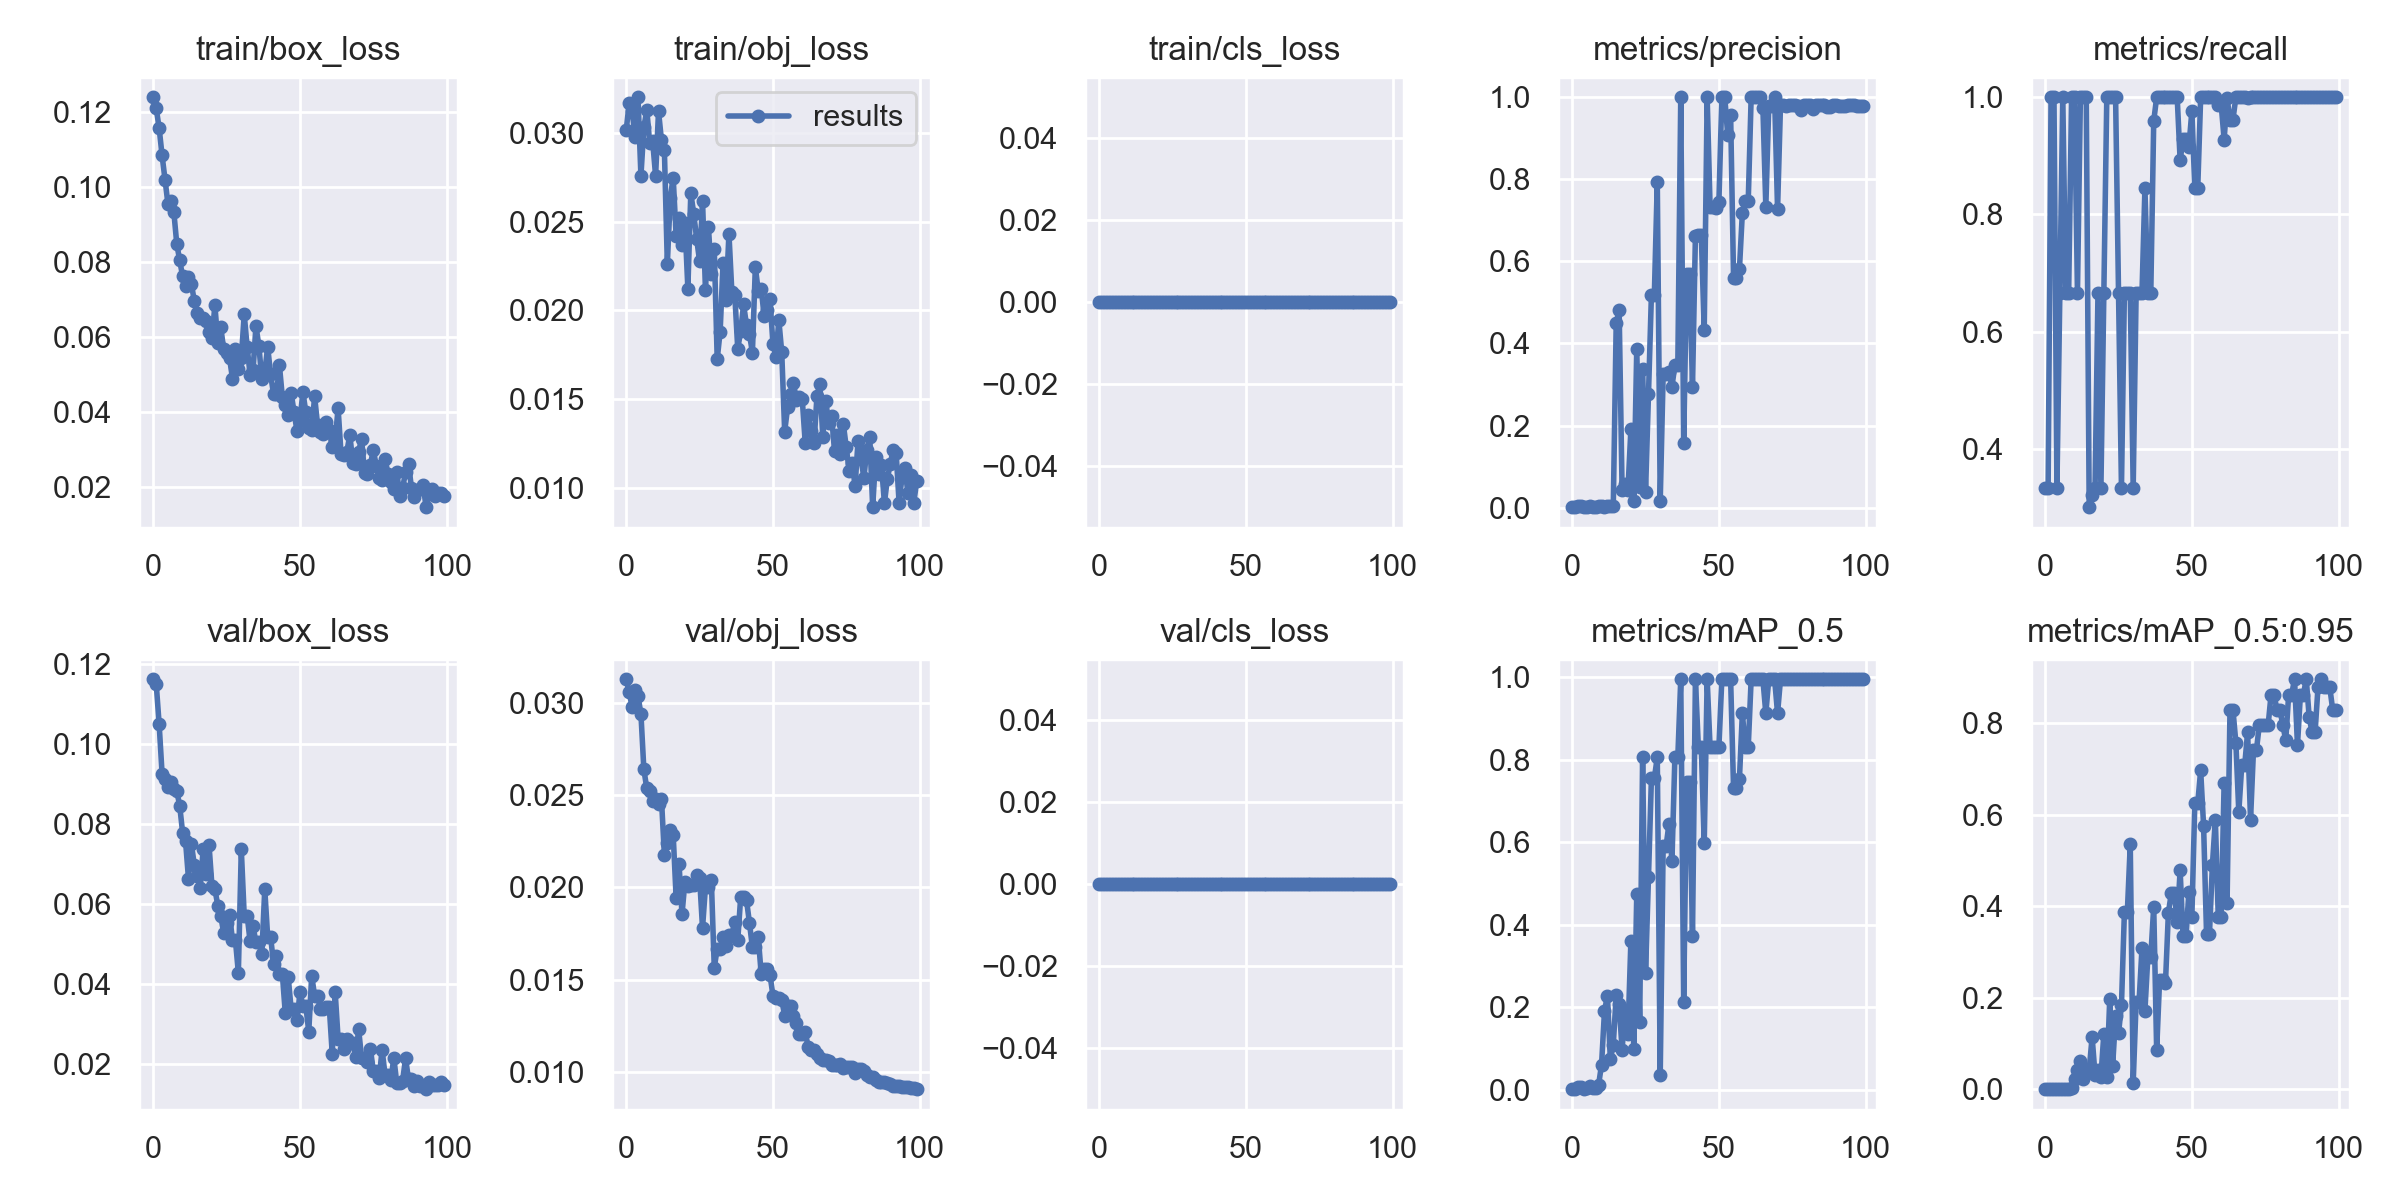 train/box_loss
0.12
0.10
0.08
0.06
0.04
0.02
0 50 100
train/obj_loss
results
0.030
0.025
0.020
0.015
0.010
0 50 100
train/cls_loss
0.04
0.02
0.00
−0.02
−0.04
0 50 100
metrics/precision
1.0
0.8
0.6
0.4
0.2
0.0
0 50 100
metrics/recall
1.0
0.8
0.6
0.4
0 50 100
val/box_loss
0.12
0.10
0.08
0.06
0.04
0.02
0 50 100
val/obj_loss
0.030
0.025
0.020
0.015
0.010
0 50 100
val/cls_loss
0.04
0.02
0.00
−0.02
−0.04
0 50 100
metrics/mAP_0.5
1.0
0.8
0.6
0.4
0.2
0.0
0 50 100
metrics/mAP_0.5:0.95
0.8
0.6
0.4
0.2
0.0
0 50 100